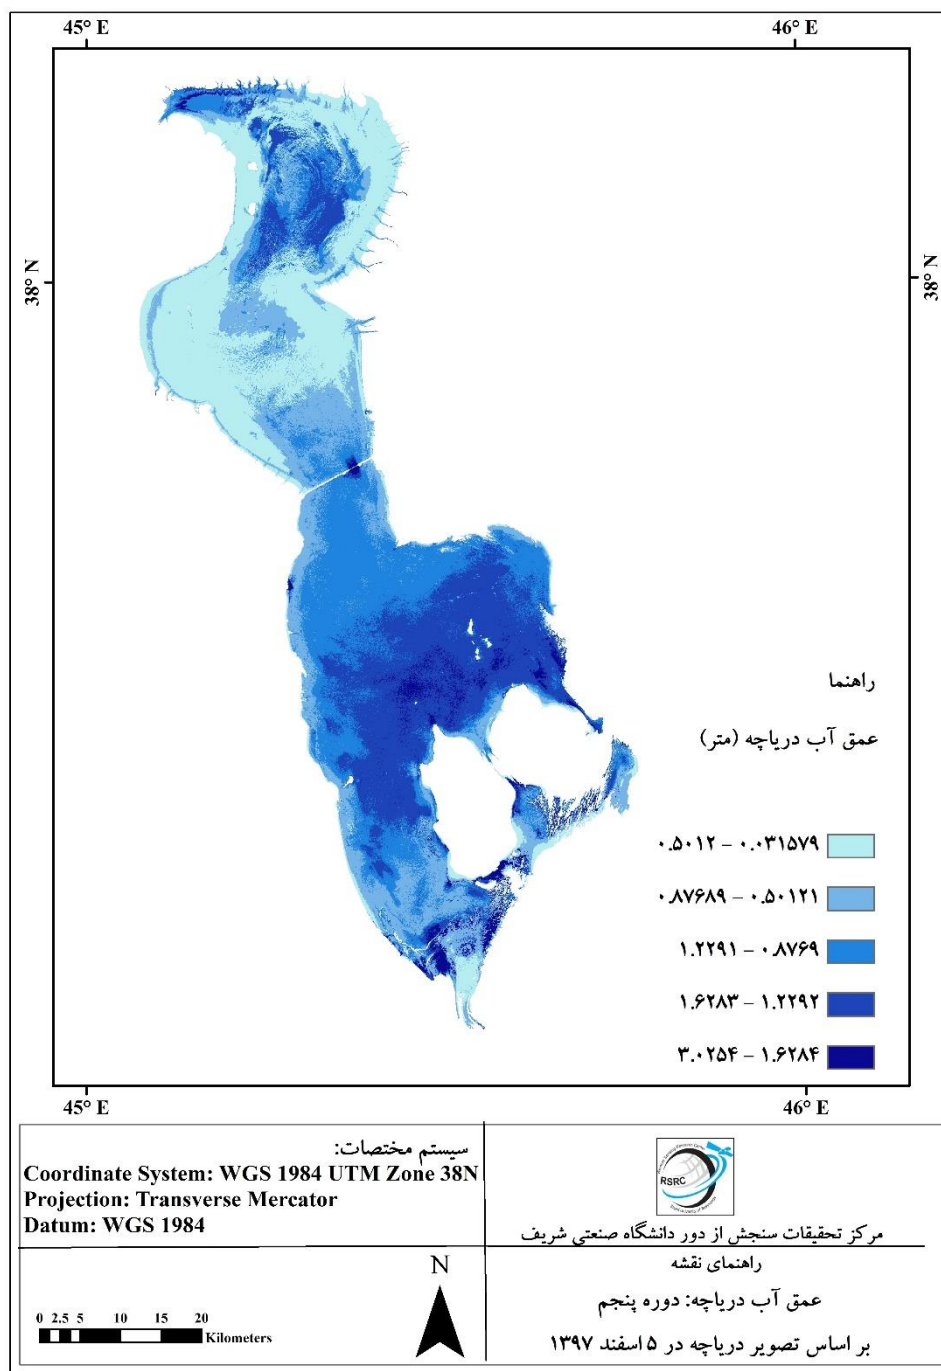 45° E
46° E
38° N
38° N
راهنما
عمق آب دریاچه (متر)
۰.۵۰۱۲ – ۰.۰۳۱۵۷۹
۰.۸۷۶۸۹ – ۰.۵۰۱۲۱
۱.۲۲۹۱ – ۰.۸۷۶۹
۱.۶۲۸۳ – ۱.۲۲۹۲
۳.۰۲۵۴ – ۱.۶۲۸۴
45° E
46° E
سیستم مختصات:
Coordinate System: WGS 1984 UTM Zone 38N
Projection: Transverse Mercator
Datum: WGS 1984
N
0 2.5 5 10 15 20
Kilometers
RSRC
مرکز تحقیقات سنجش از دور دانشگاه صنعتی شریف
راهنمای نقشه
عمق آب دریاچه: دوره پنجم
بر اساس تصویر دریاچه در ۵ اسفند ۱۳۹۷